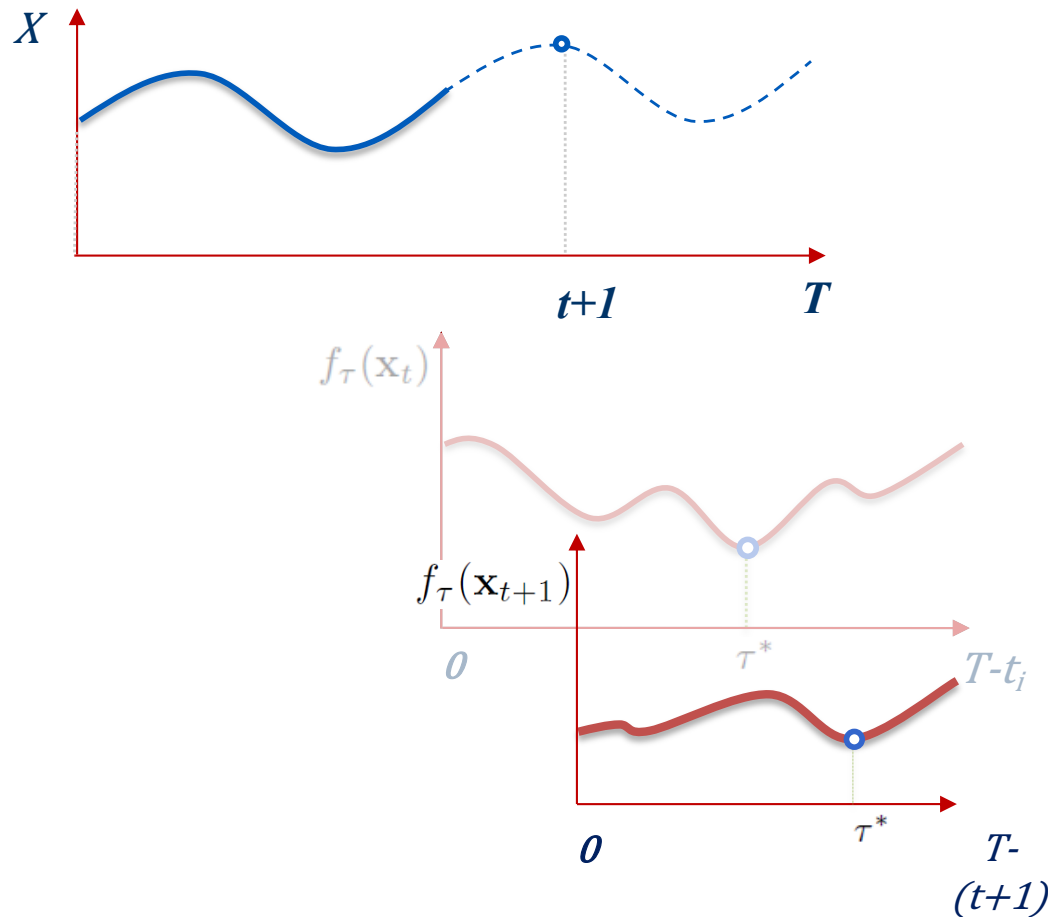 X
t+1
T
f_τ(x_t)
f_τ(x_{t+1})
0
τ*
T-t_i
τ*
0
T-
(t+1)